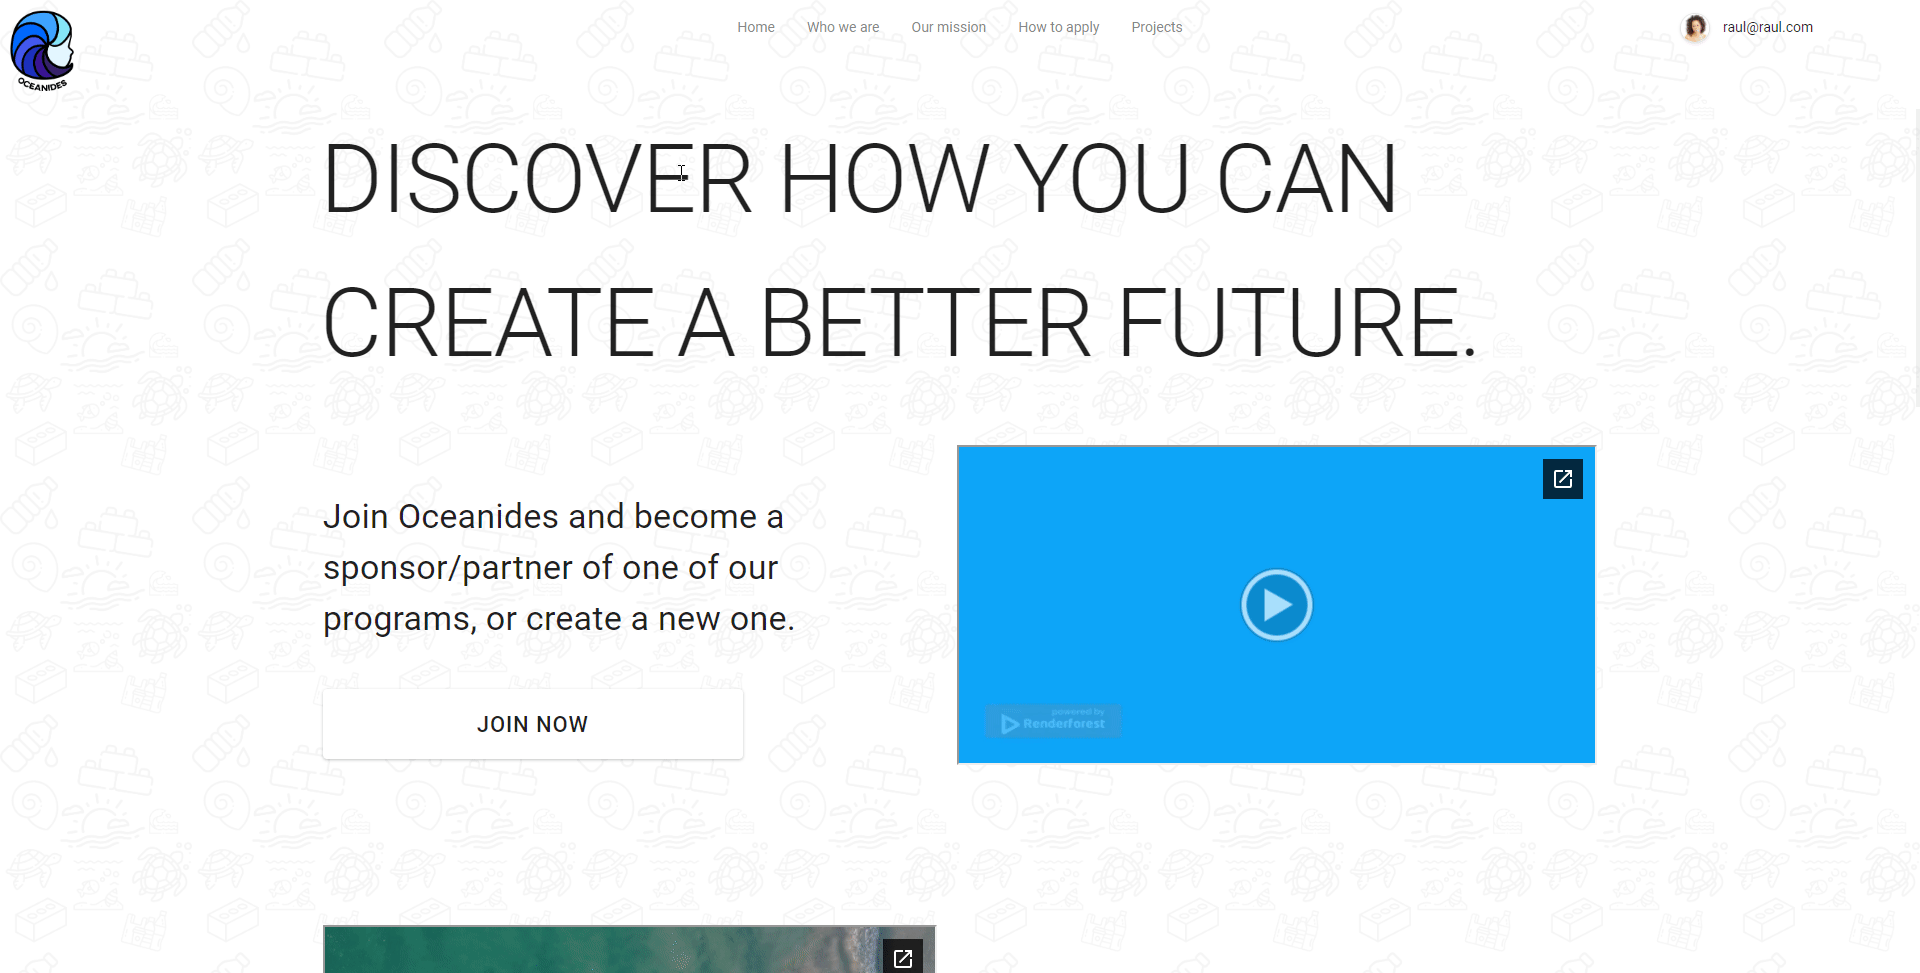 OCEANIDES
Home Who we are Our mission How to apply Projects
raul@raul.com
DISCOVER HOW YOU CAN
CREATE A BETTER FUTURE.
Join Oceanides and become a
sponsor/partner of one of our
programs, or create a new one.
JOIN NOW
powered by
Renderforest